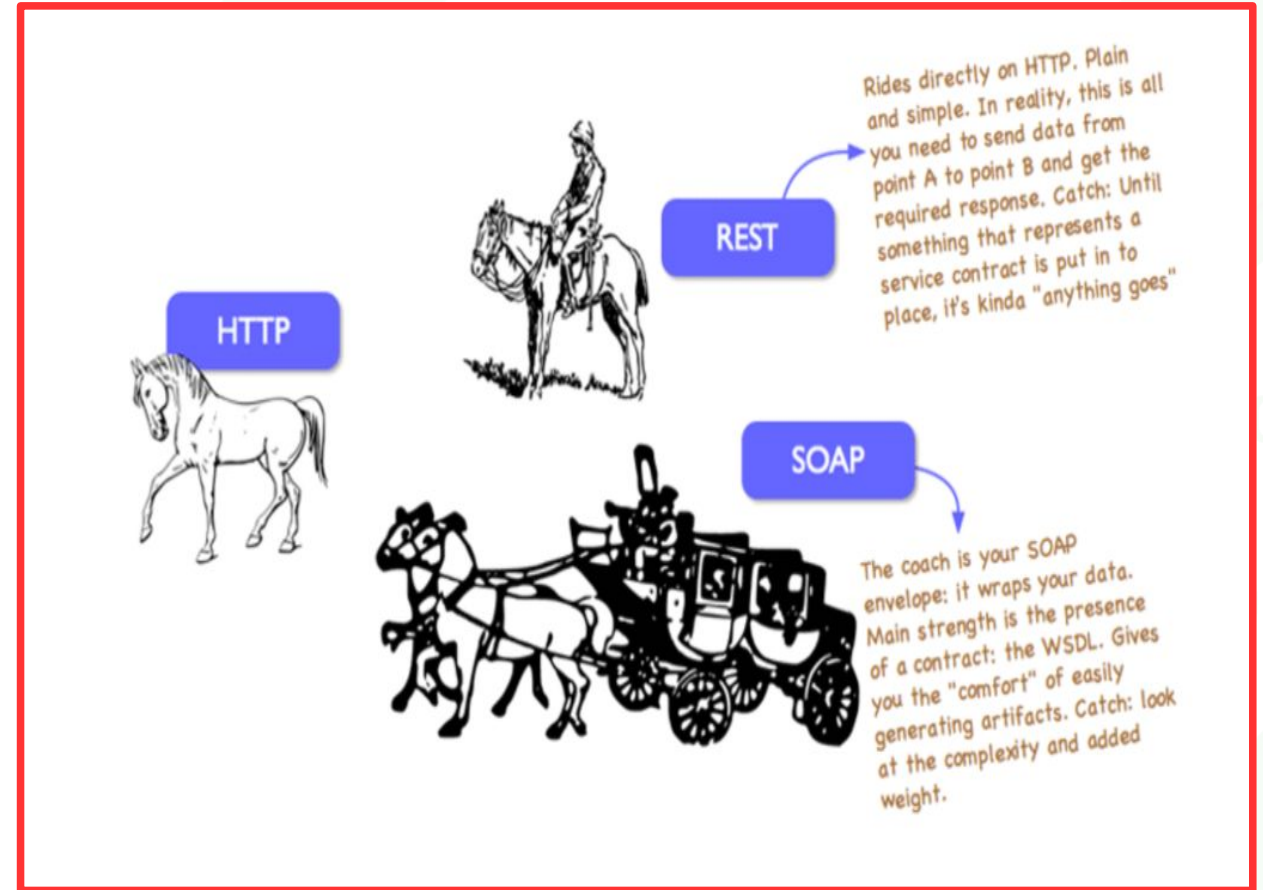 HTTP
REST
Rides directly on HTTP. Plain
and simple. In reality, this is all
you need to send data from
point A to point B and get the
required response. Catch: Until
something that represents a
service contract is put in to
place, it's kinda "anything goes"
SOAP
The coach is your SOAP
envelope: it wraps your data.
Main strength is the presence
of a contract: the WSDL. Gives
you the "comfort" of easily
generating artifacts. Catch: look
at the complexity and added
weight.